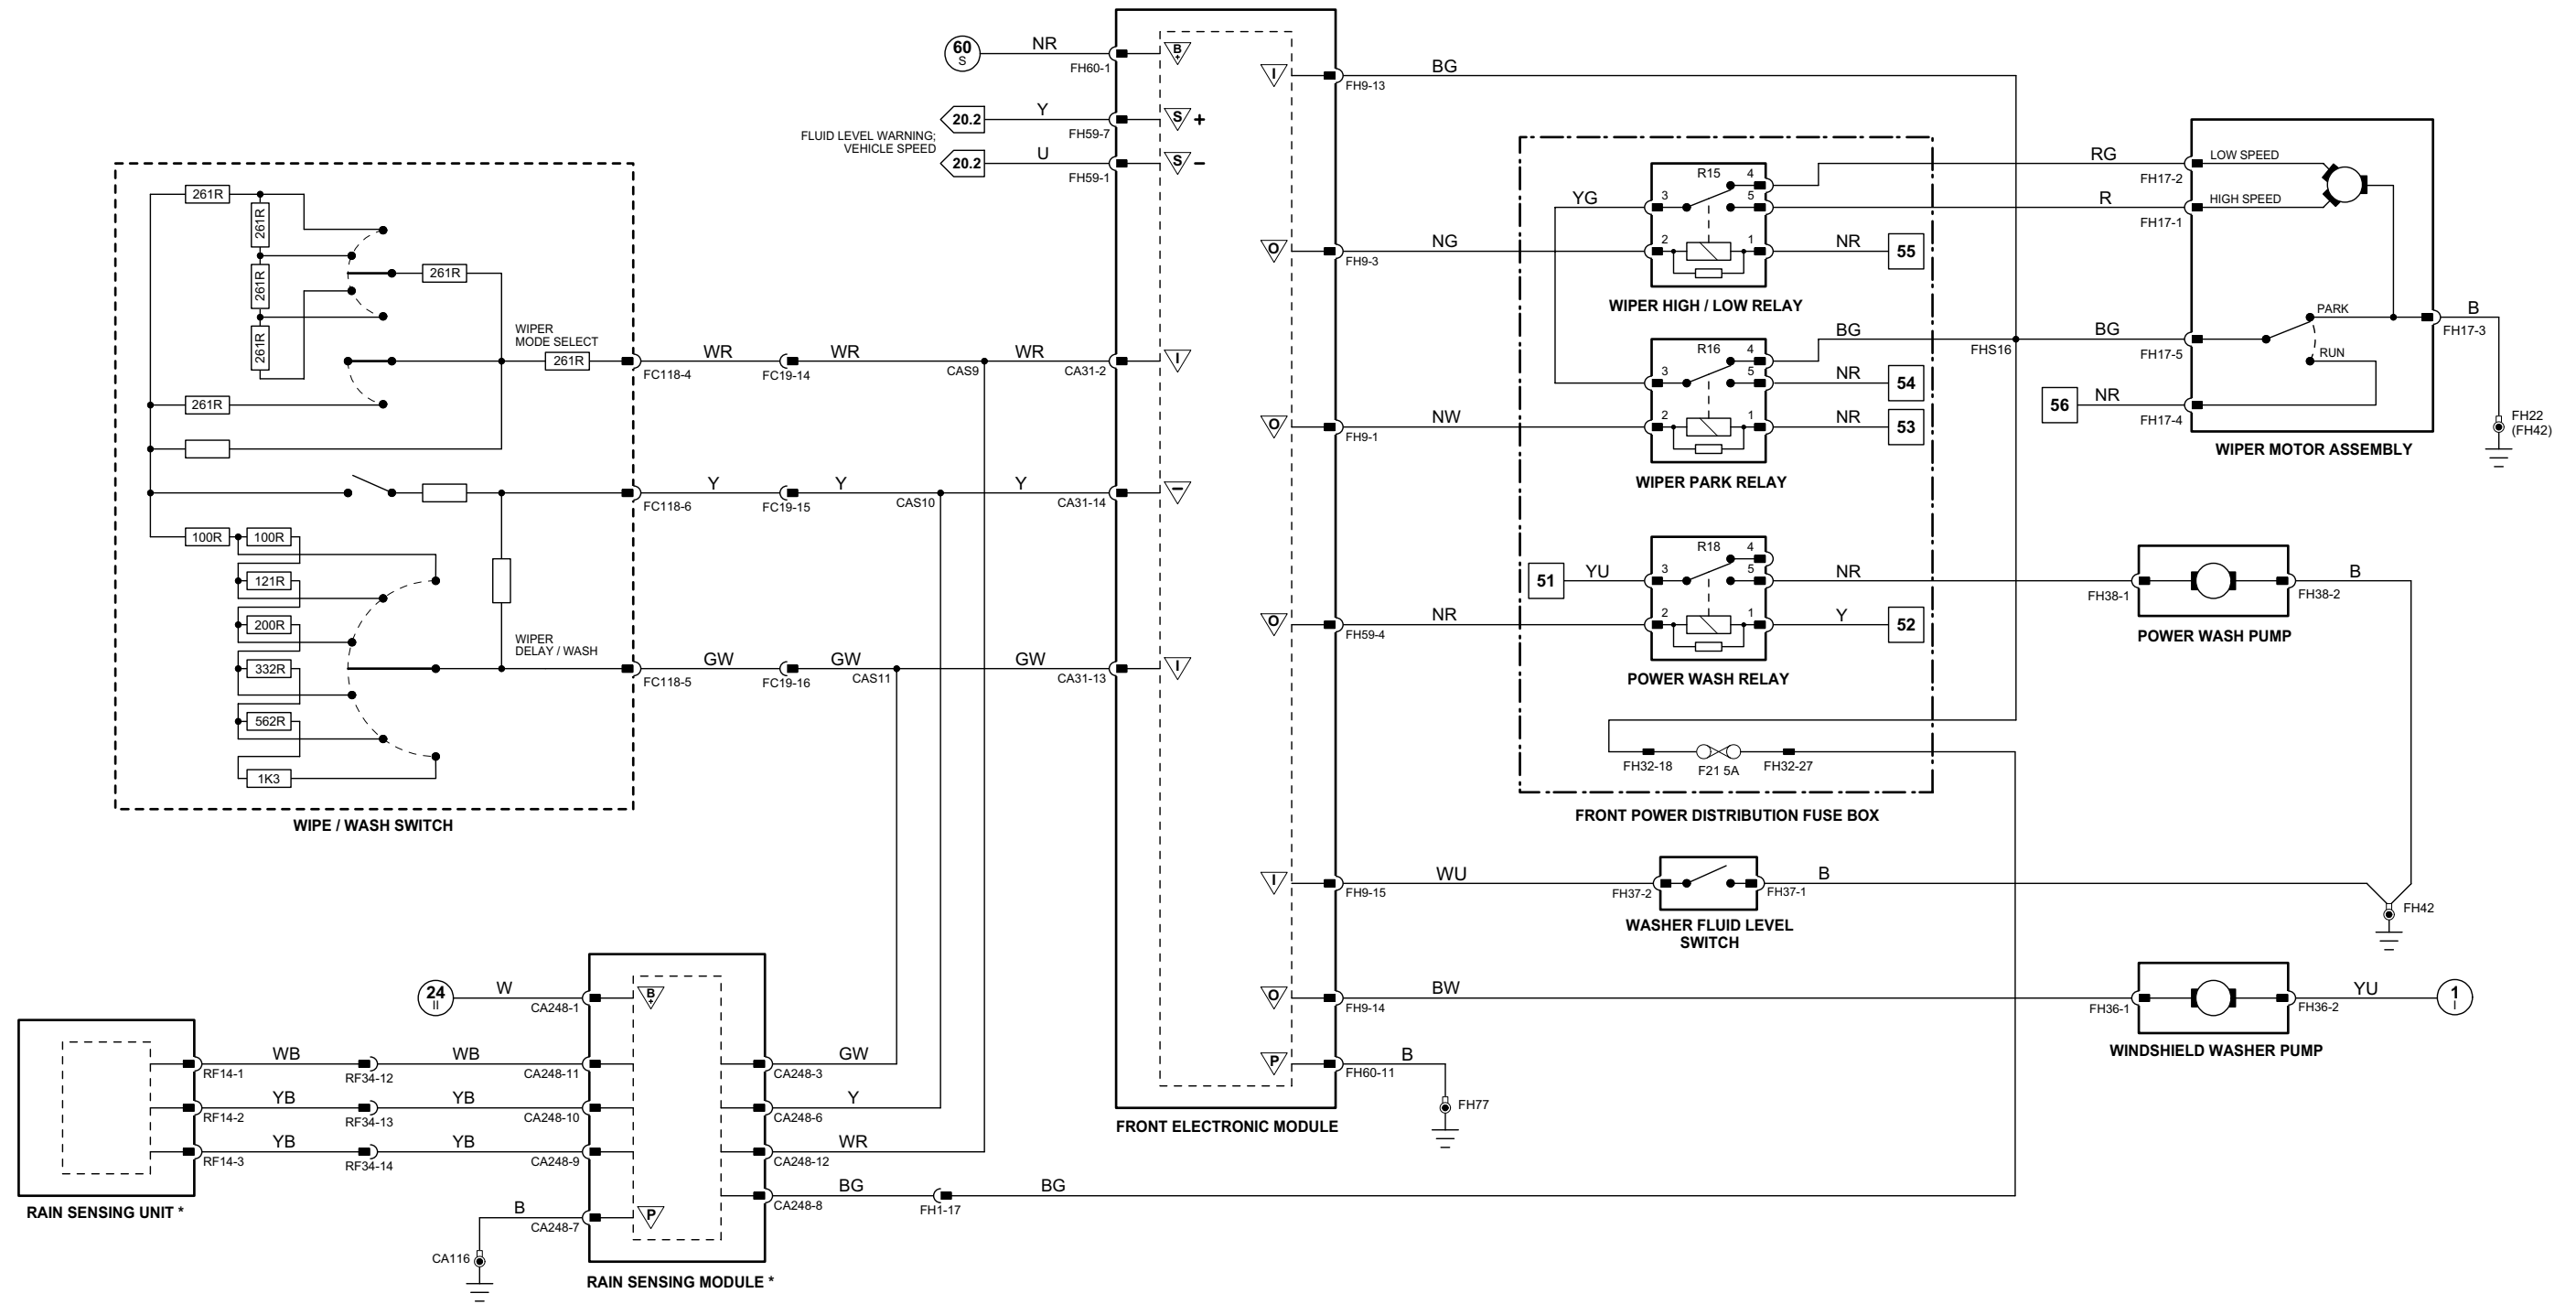 60
S
NR
FH60-1
B
+
I
BG
FH9-13
20.2
Y
FH59-7
S
+
FLUID LEVEL WARNING;
VEHICLE SPEED
20.2
U
FH59-1
S
–
261R
261R
261R
261R
261R
WIPER
MODE SELECT
261R
FC118-4
WR
FC19-14
WR
CAS9
WR
CA31-2
I
261R
FC118-6
Y
FC19-15
Y
CAS10
Y
CA31-14
–
100R
100R
121R
200R
332R
562R
1K3
WIPER
DELAY / WASH
FC118-5
GW
FC19-16
GW
CAS11
GW
CA31-13
I
WIPE / WASH SWITCH
O
FH9-3
NG
O
FH9-1
NW
O
FH59-4
NR
I
FH9-15
WU
O
FH9-14
BW
P
FH60-11
B
FH77
FRONT ELECTRONIC MODULE
YG
R15
4
3
5
2
1
NR
55
WIPER HIGH / LOW RELAY
R16
4
3
5
2
1
BG
NR
54
NR
53
WIPER PARK RELAY
51
YU
R18
4
3
5
2
1
NR
Y
52
POWER WASH RELAY
FH32-18
F21 5A
FH32-27
FRONT POWER DISTRIBUTION FUSE BOX
FHS16
RG
FH17-2
LOW SPEED
R
FH17-1
HIGH SPEED
BG
FH17-5
PARK
RUN
56
NR
FH17-4
B
FH17-3
FH22
(FH42)
WIPER MOTOR ASSEMBLY
FH38-1
FH38-2
B
POWER WASH PUMP
FH37-2
FH37-1
B
WASHER FLUID LEVEL
SWITCH
FH42
FH36-1
FH36-2
YU
1
I
WINDSHIELD WASHER PUMP
24
II
W
CA248-1
B
+
RF14-1
WB
RF34-12
WB
CA248-11
RF14-2
YB
RF34-13
YB
CA248-10
RF14-3
YB
RF34-14
YB
CA248-9
RAIN SENSING UNIT *
B
CA248-7
P
CA116
CA248-3
GW
CA248-6
Y
CA248-12
WR
CA248-8
BG
FH1-17
BG
RAIN SENSING MODULE *